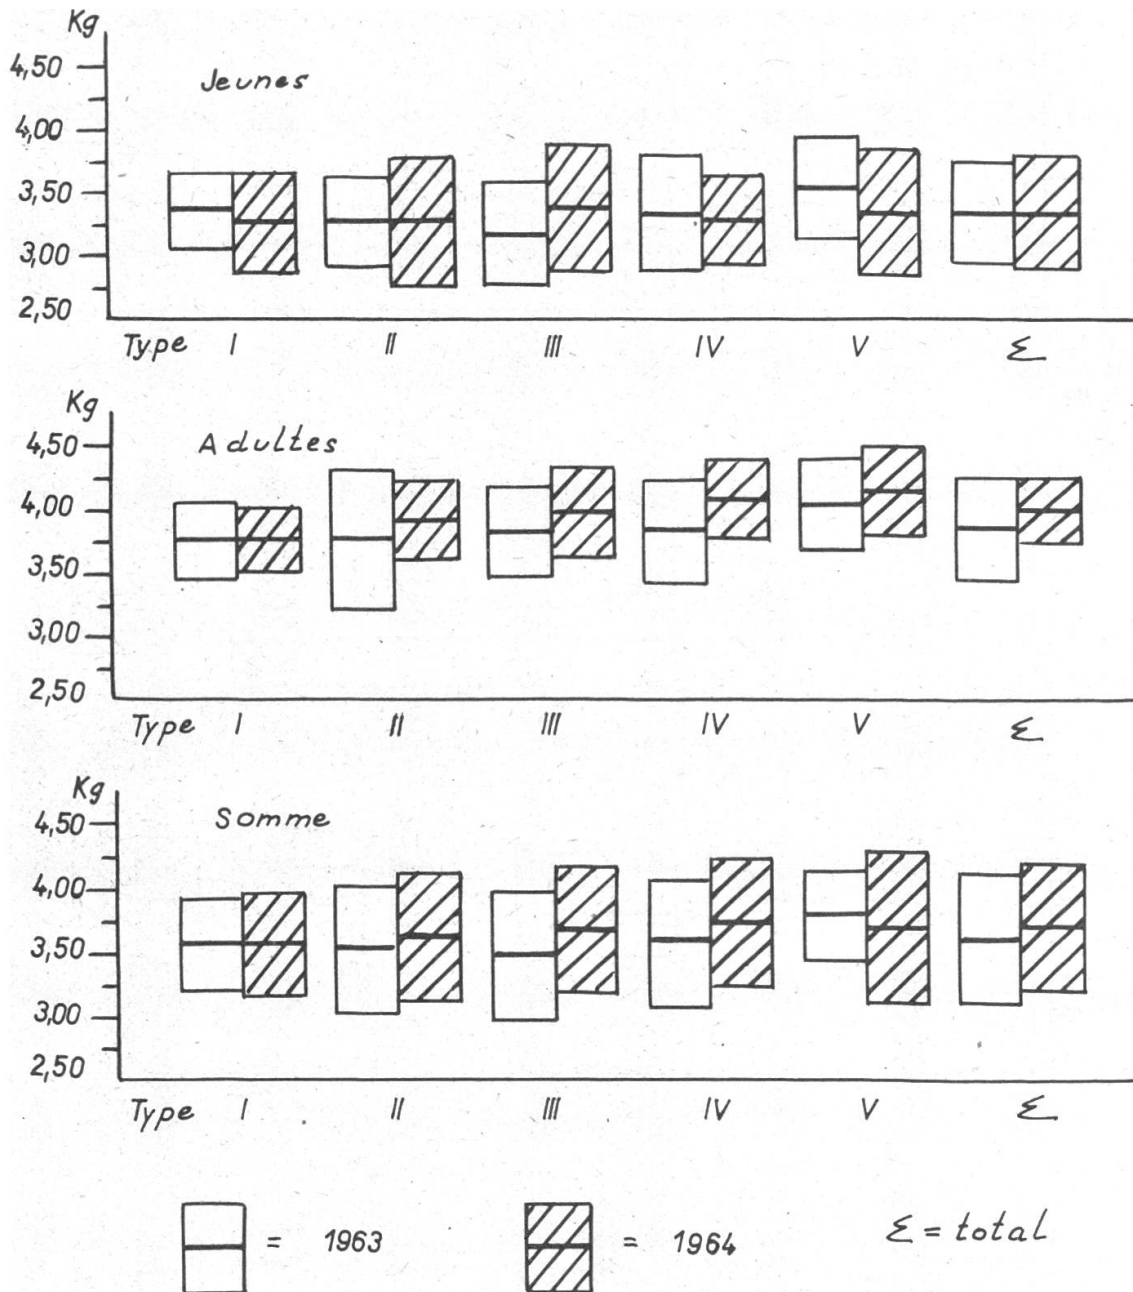 Kg
4,50
Jeunes
4,00
3,50
3,00
2,50
Type I II III IV V Σ
Kg
4,50
Adultes
4,00
3,50
3,00
2,50
Type I II III IV V Σ
Kg
4,50
Somme
4,00
3,50
3,00
2,50
Type I II III IV V Σ
= 1963 = 1964 Σ = total